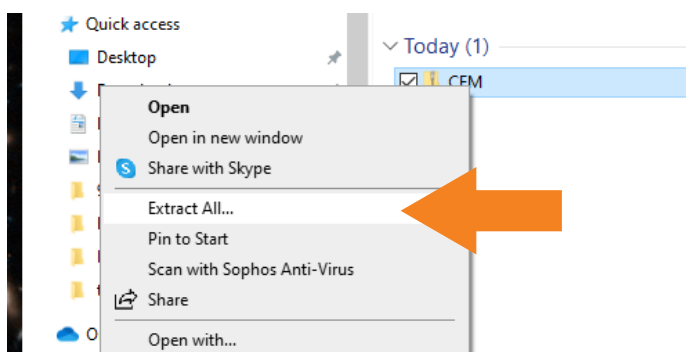 Quick access
Desktop
Today (1)
CFM
Open
Open in new window
Share with Skype
Extract All...
Pin to Start
Scan with Sophos Anti-Virus
Share
Open with...